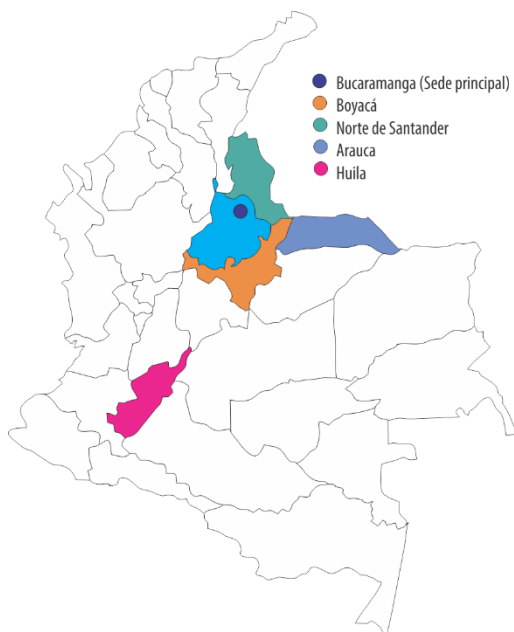 Bucaramanga (Sede principal)
Boyacá
Norte de Santander
Arauca
Huila